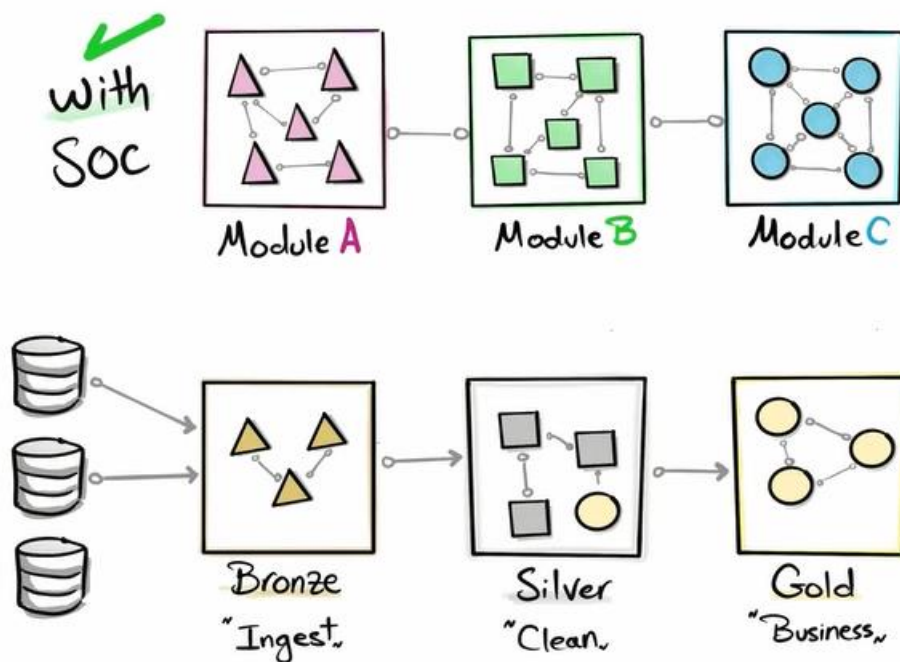 With
Soc
Module A
Module B
Module C
Bronze
"Ingest"
Silver
"Clean"
Gold
"Business"